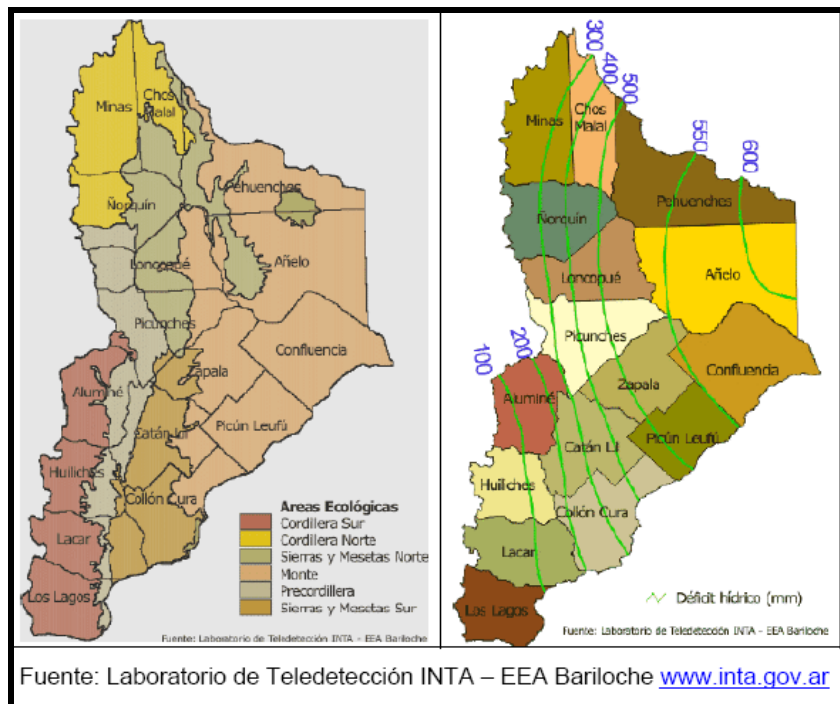 Minas
Chos
Malal
Ñorquín
Pehuenches
Loncopué
Añelo
Picunches
Confluencia
Zapala
Aluminé
Picún Leufú
Catán Lil
Huiliches
Collón Cura
Lacar
Los Lagos
Areas Ecológicas
Cordillera Sur
Cordillera Norte
Sierras y Mesetas Norte
Monte
Precordillera
Sierras y Mesetas Sur
Fuente: Laboratorio de Teledetección INTA - EEA Bariloche
300
400
500
550
600
Minas
Chos
Malal
Pehuenches
Ñorquín
Loncopué
Añelo
Picunches
100
200
Confluencia
Zapala
Aluminé
Picún Leufú
Catán Lil
Huiliches
Collón Cura
Lacar
Los Lagos
Déficit hídrico (mm)
Fuente: Laboratorio de Teledetección INTA - EEA Bariloche
Fuente: Laboratorio de Teledetección INTA – EEA Bariloche www.inta.gov.ar